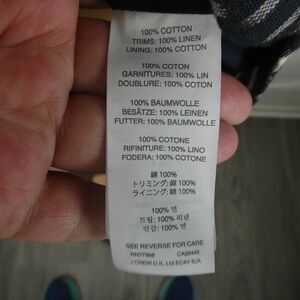 100% COTTON
TRIMS: 100% LINEN
LINING: 100% COTTON
100% COTON
GARNITURES: 100% LIN
DOUBLURE: 100% COTON
100% BAUMWOLLE
BESÄTZE: 100% LEINEN
FUTTER: 100% BAUMWOLLE
100% COTONE
RIFINITURE: 100% LINO
FODERA: 100% COTONE
綿 100%
トリミング: 麻 100%
ライニング: 綿 100%
100% 면
트림: 100% 리넨
안감: 100% 면
SEE REVERSE FOR CARE
RN77388 CA56445
J.CREW U.K. Ltd EC4V 6JA